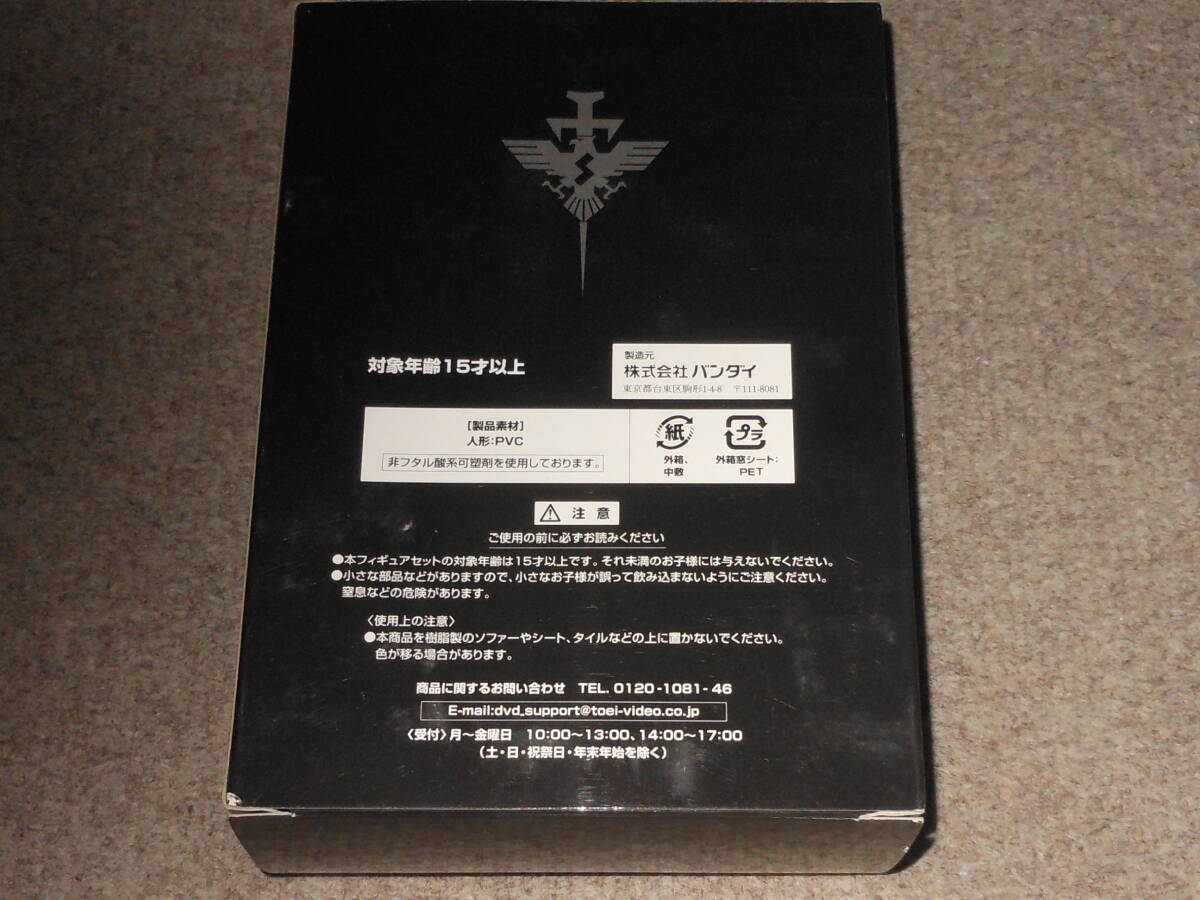 対象年齢15才以上
製造元
株式会社 バンダイ
東京都台東区駒形1-4-8 〒111-8081
[製品素材]
人形:PVC
非フタル酸系可塑剤を使用しております。
紙
外箱、
中敷
プラ
外箱窓シート:
PET
注意
ご使用の前に必ずお読みください
●本フィギュアセットの対象年齢は15才以上です。それ未満のお子様には与えないでください。
●小さな部品などがありますので、小さなお子様が誤って飲み込まないようにご注意ください。
窒息などの危険があります。
〈使用上の注意〉
●本商品を樹脂製のソファーやシート、タイルなどの上に置かないでください。
色が移る場合があります。
商品に関するお問い合わせ TEL. 0120-1081-46
E-mail:dvd_support@toei-video.co.jp
〈受付〉月～金曜日 10:00～13:00、14:00～17:00
(土・日・祝祭日・年末年始を除く)